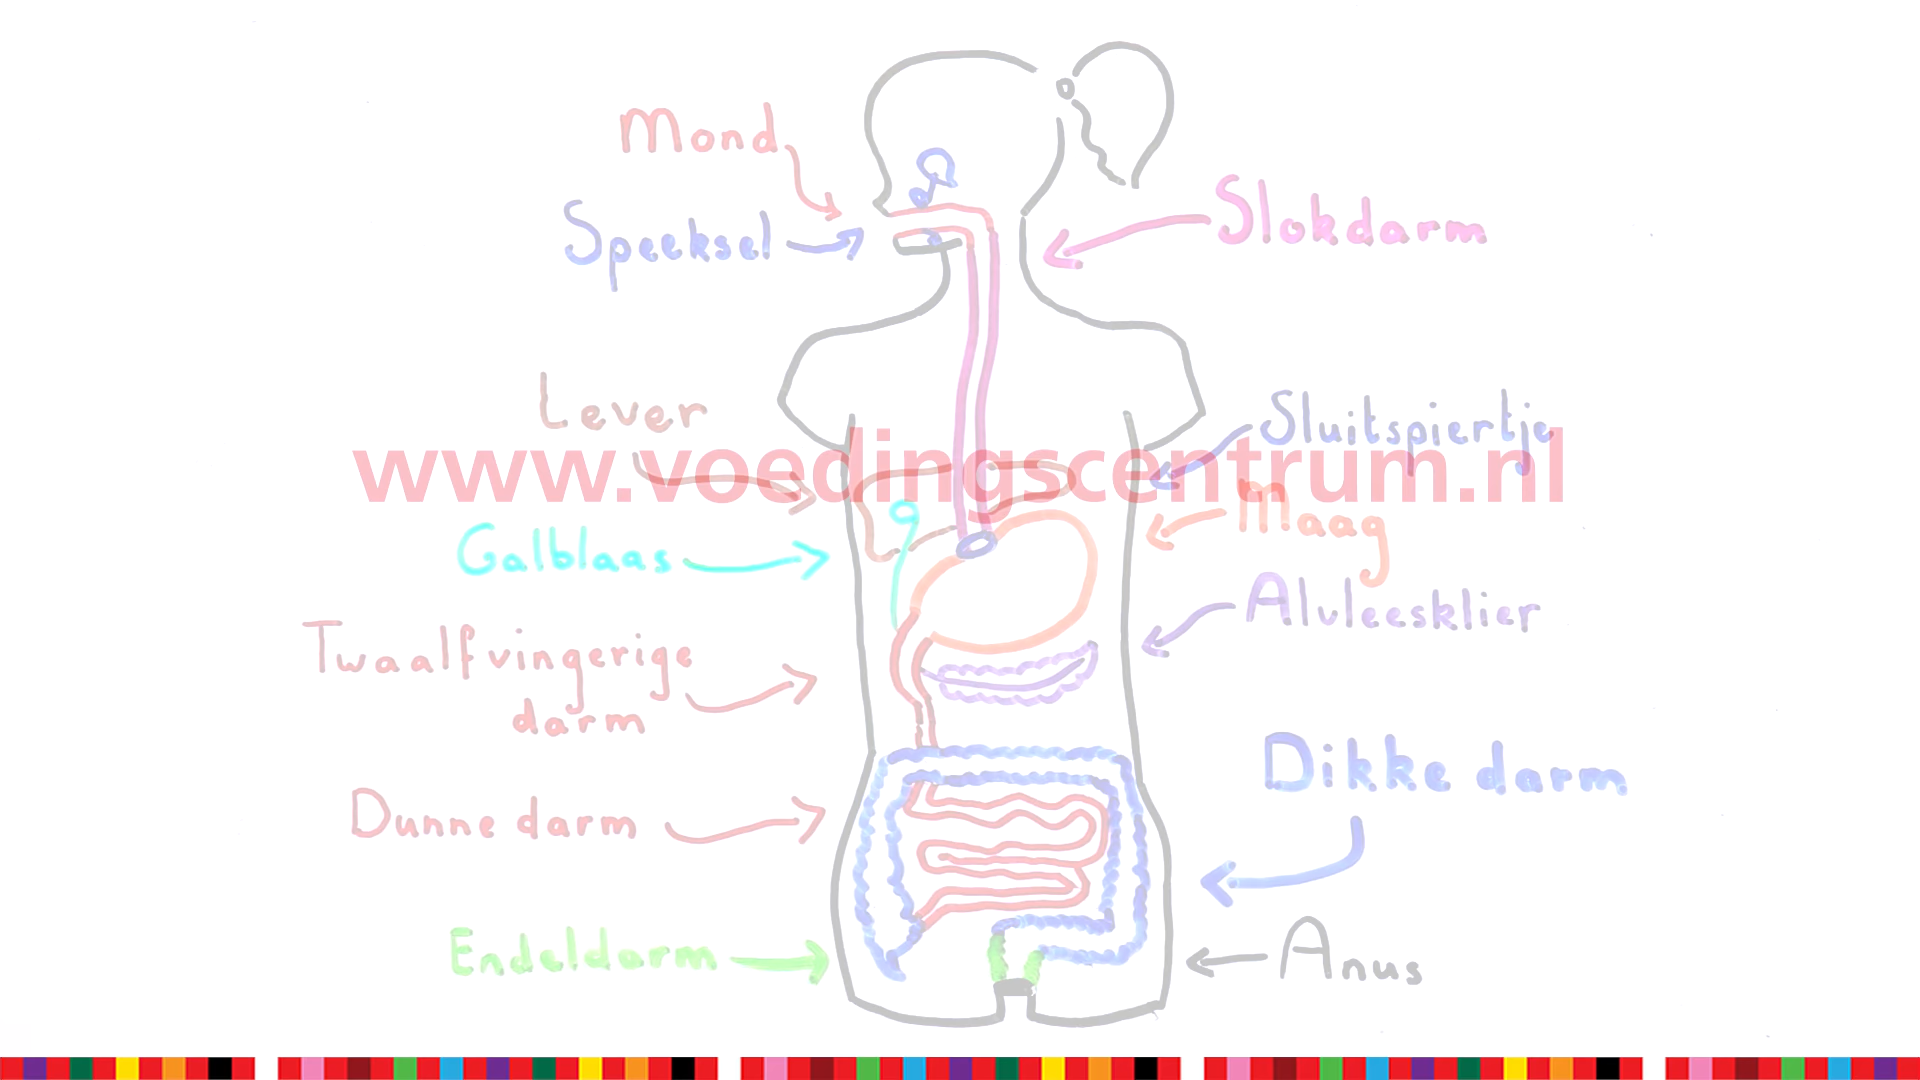 Mond
Speeksel
Slokdarm
Lever
Sluitspiertje
www.voedingscentrum.nl
Maag
Galblaas
Alvleesklier
Twaalfvingerige
darm
Dikke darm
Dunne darm
Endeldarm
Anus